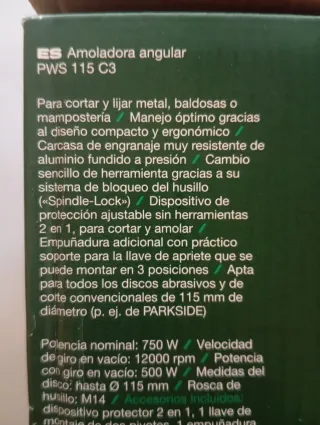 ES Amoladora angular
PWS 115 C3
Para cortar y lijar metal, baldosas o
mampostería / Manejo óptimo gracias
al diseño compacto y ergonómico /
Carcasa de engranaje muy resistente de
aluminio fundido a presión / Cambio
sencillo de herramienta gracias a su
sistema de bloqueo del husillo
(«Spindle-Lock») / Dispositivo de
protección ajustable sin herramientas
2 en 1, para cortar y amolar /
Empuñadura adicional con práctico
soporte para la llave de apriete que se
puede montar en 3 posiciones / Apta
para todos los discos abrasivos y de
corte convencionales de 115 mm de
diámetro (p. ej. de PARKSIDE)
Potencia nominal: 750 W / Velocidad
de giro en vacío: 12000 rpm / Potencia
con giro en vacío: 500 W / Medidas del
disco: hasta Ø 115 mm / Rosca de
husillo: M14 / Accesorios incluidos:
dispositivo protector 2 en 1, 1 llave de
montaje de dos pivotes, 1 empuñadura